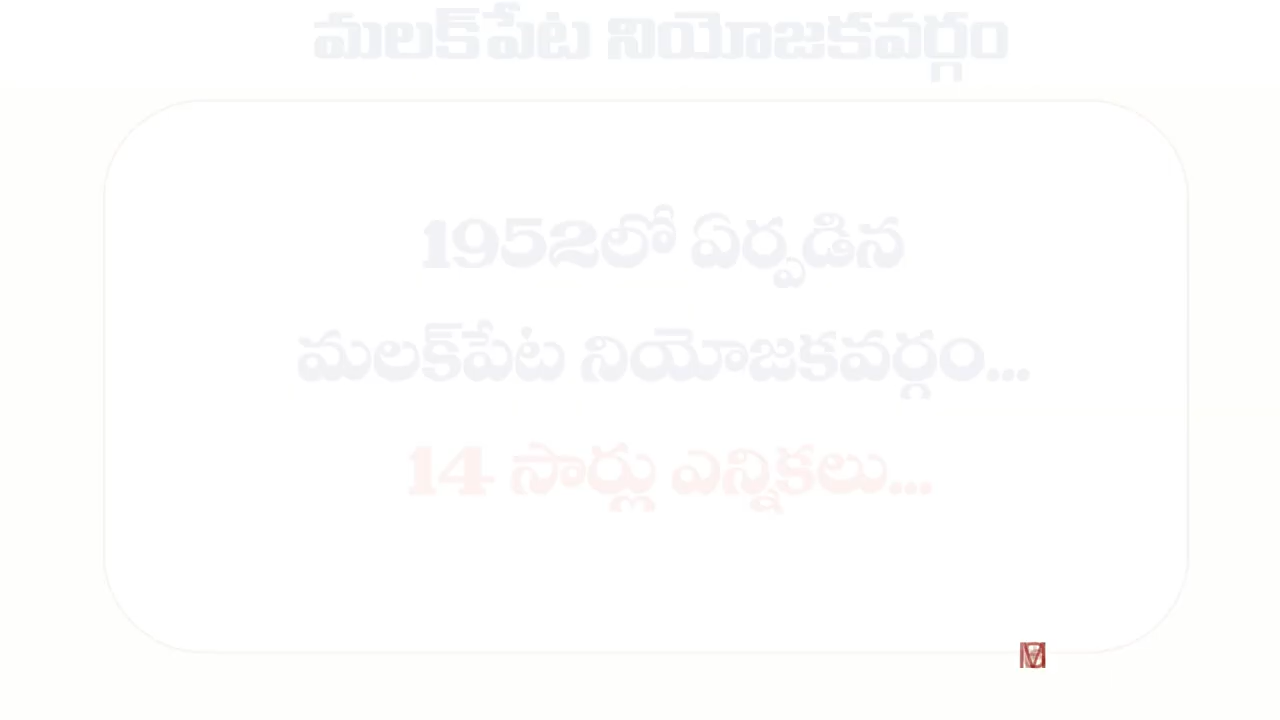 మలక్‌పేట నియోజకవర్గం
1952లో ఏర్పడిన
మలక్‌పేట నియోజకవర్గం...
14 సార్లు ఎన్నికలు...